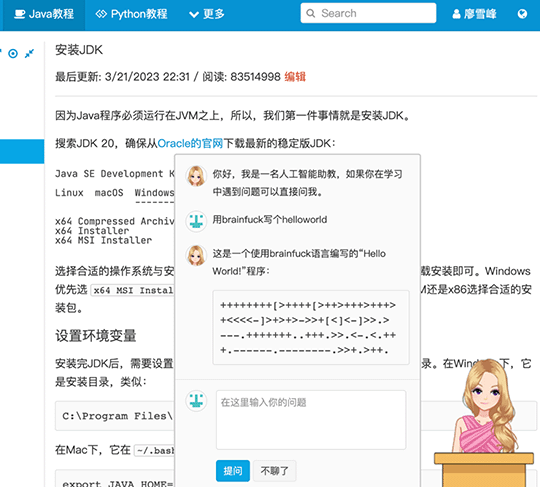 Java教程 Python教程 更多 Search 廖雪峰
安装JDK
最后更新: 3/21/2023 22:31 / 阅读: 83514998 编辑
因为Java程序必须运行在JVM之上，所以，我们第一件事情就是安装JDK。
搜索JDK 20，确保从Oracle的官网下载最新的稳定版JDK：
Java SE Development K
Linux macOS Windows
-------
x64 Compressed Archiv
x64 Installer
x64 MSI Installer
选择合适的操作系统与安
载安装即可。Windows
优先选 x64 MSI Instal
M还是x86选择合适的安
装包。
设置环境变量
安装完JDK后，需要设置
录。在Windows下，它
是安装目录，类似：
C:\Program Files\
在Mac下，它在 ~/.bash
export JAVA_HOME=
你好，我是一名人工智能助教，如果你在学习
中遇到问题可以直接问我。
用brainfuck写个helloworld
这是一个使用brainfuck语言编写的“Hello
World!”程序：
++++++++[>++++[>++>+++>+++>
+<<<<-]>+>+>->>+[<]<-]>>.>
---.+++++++..+++.>>.<-.<.++
+.------.--------.>>+.>++.
在这里输入你的问题
提问 不聊了